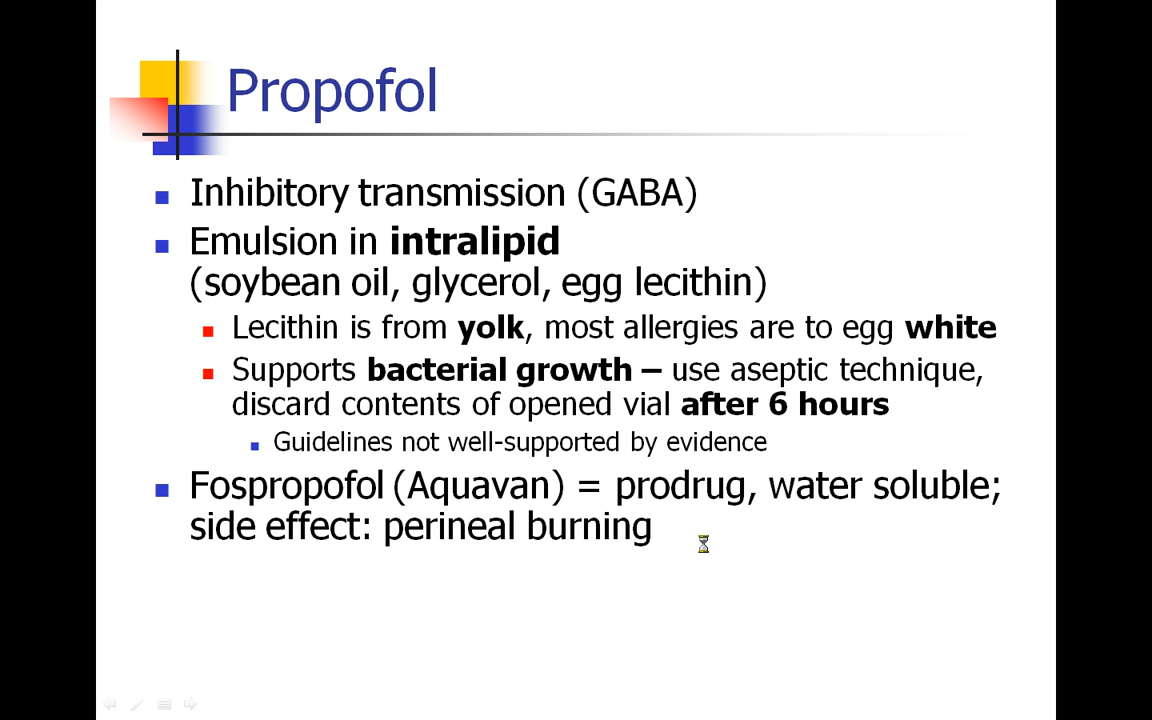 Propofol
Inhibitory transmission (GABA)
Emulsion in intralipid
(soybean oil, glycerol, egg lecithin)
Lecithin is from yolk, most allergies are to egg white
Supports bacterial growth – use aseptic technique,
discard contents of opened vial after 6 hours
Guidelines not well-supported by evidence
Fospropofol (Aquavan) = prodrug, water soluble;
side effect: perineal burning